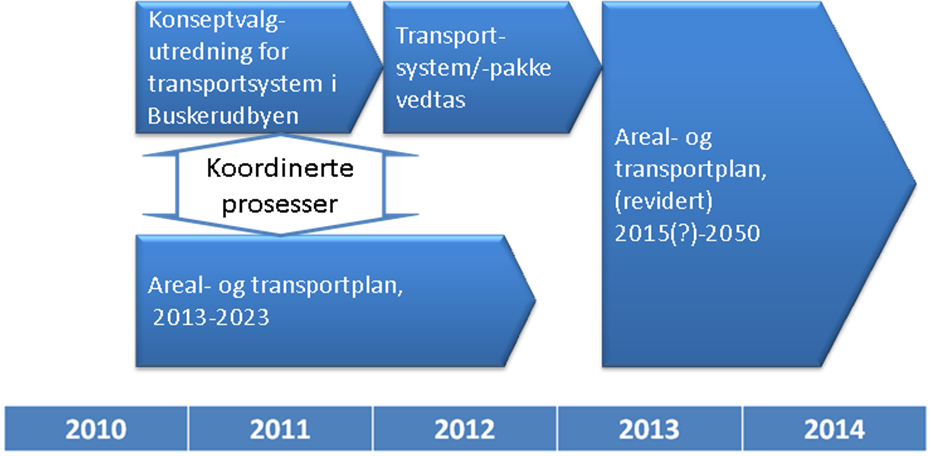 Konseptvalg-
utredning for
transportsystem i
Buskerudbyen
Transport-
system/-pakke
vedtas
Koordinerte
prosesser
Areal- og transportplan,
2013-2023
Areal- og
transportplan,
(revidert)
2015(?)-2050
2010 2011 2012 2013 2014